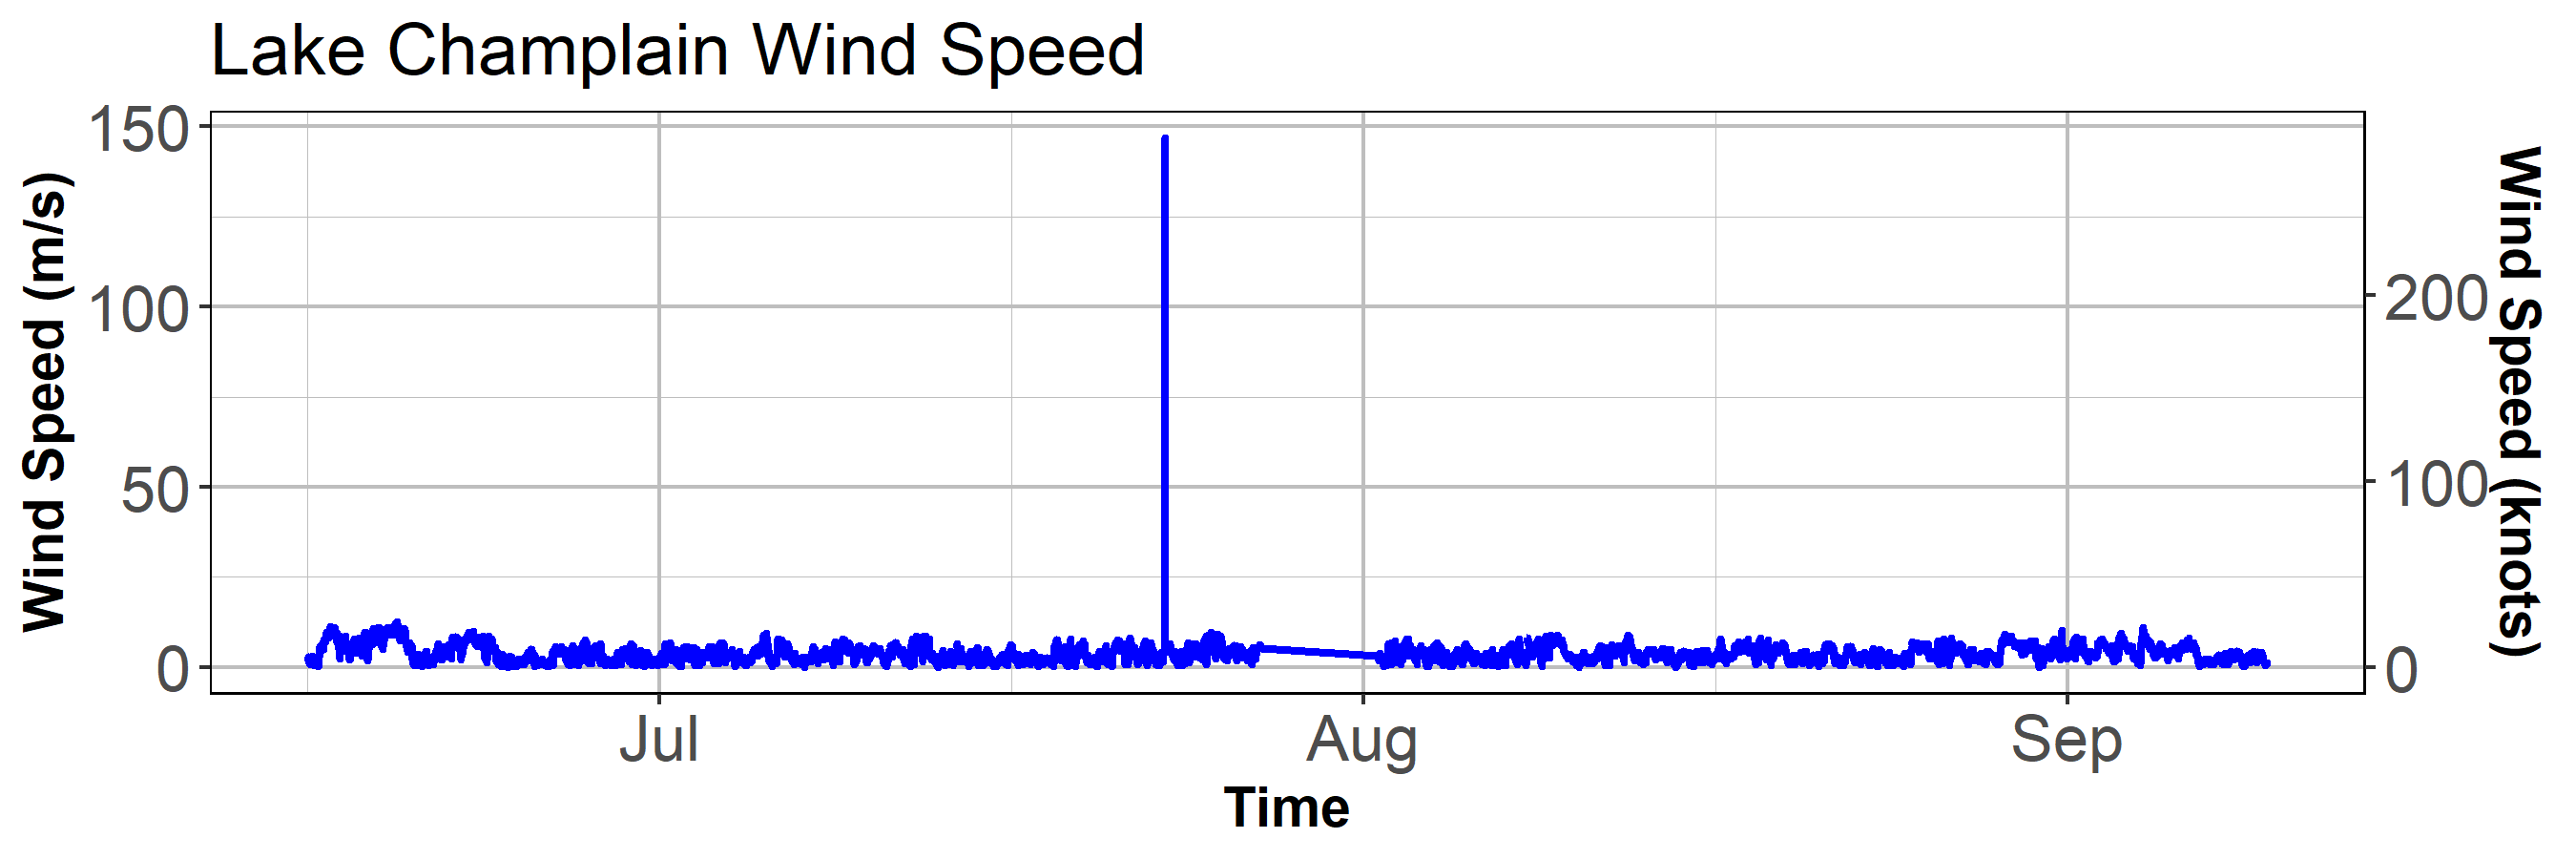 Lake Champlain Wind Speed
150
100
50
0
Wind Speed (m/s)
200
100
0
Wind Speed (knots)
Jul Aug Sep
Time